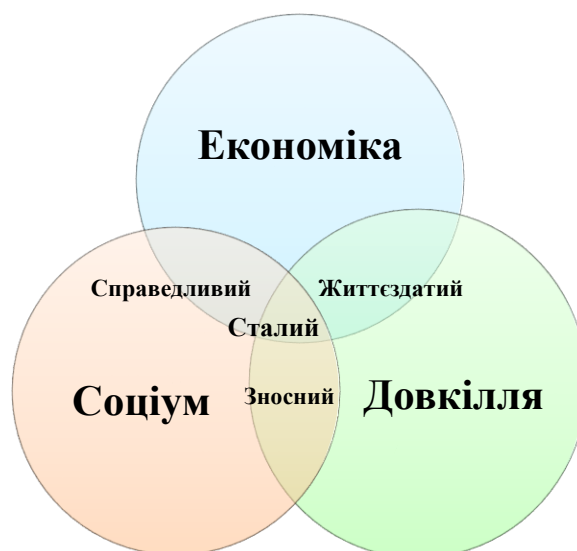 Економіка
Справедливий
Життєздатий
Сталий
Соціум
Зносний
Довкілля